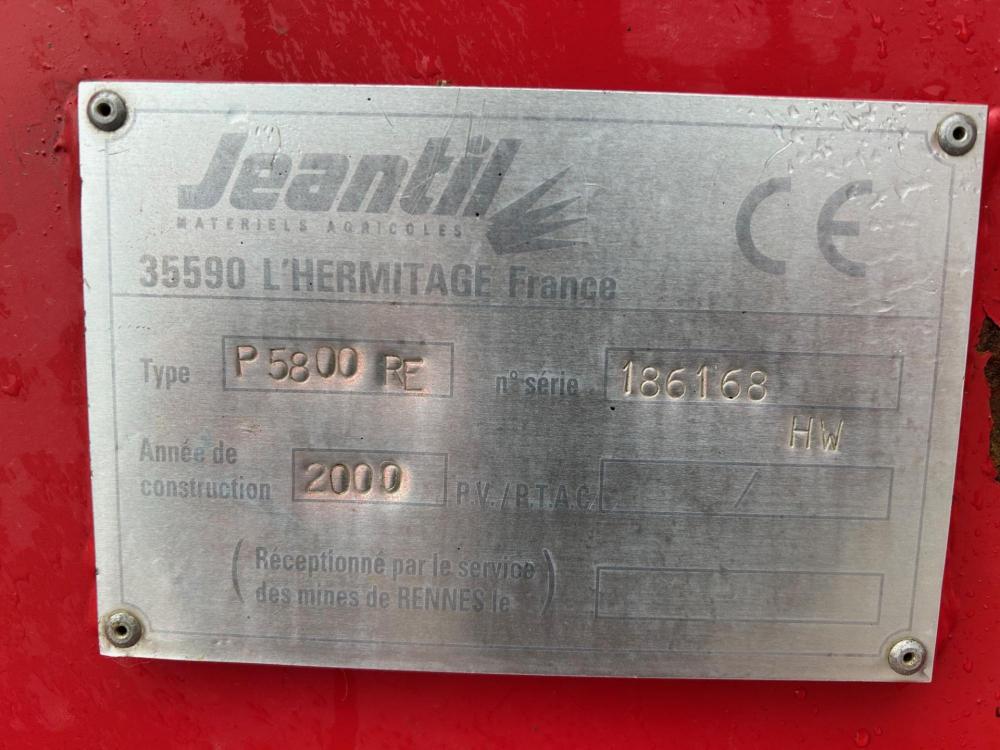 Jeantil
MATERIELS AGRICOLES
CE
35590 L'HERMITAGE France
Type P5800 RE n° série 186168
HW
Année de
construction 2000 P.V./P.T.A.C. /
(Réceptionné par le service
des mines de RENNES le)